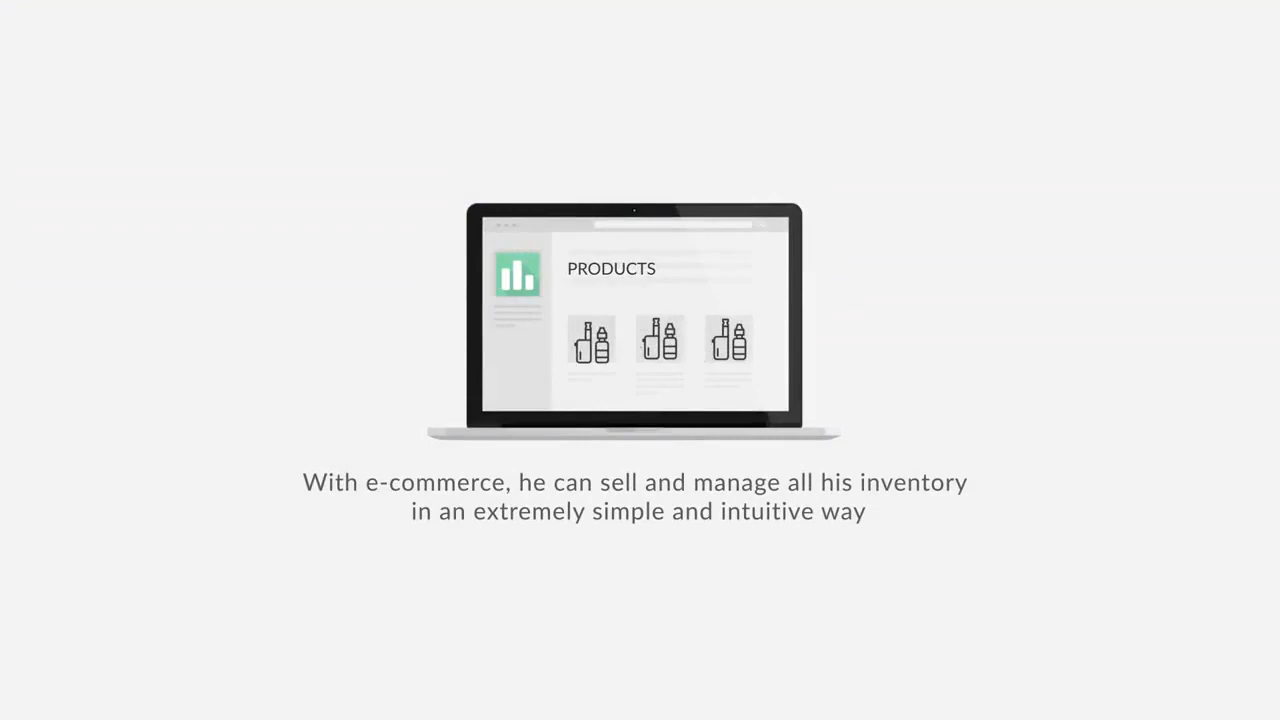 PRODUCTS
With e-commerce, he can sell and manage all his inventory
in an extremely simple and intuitive way